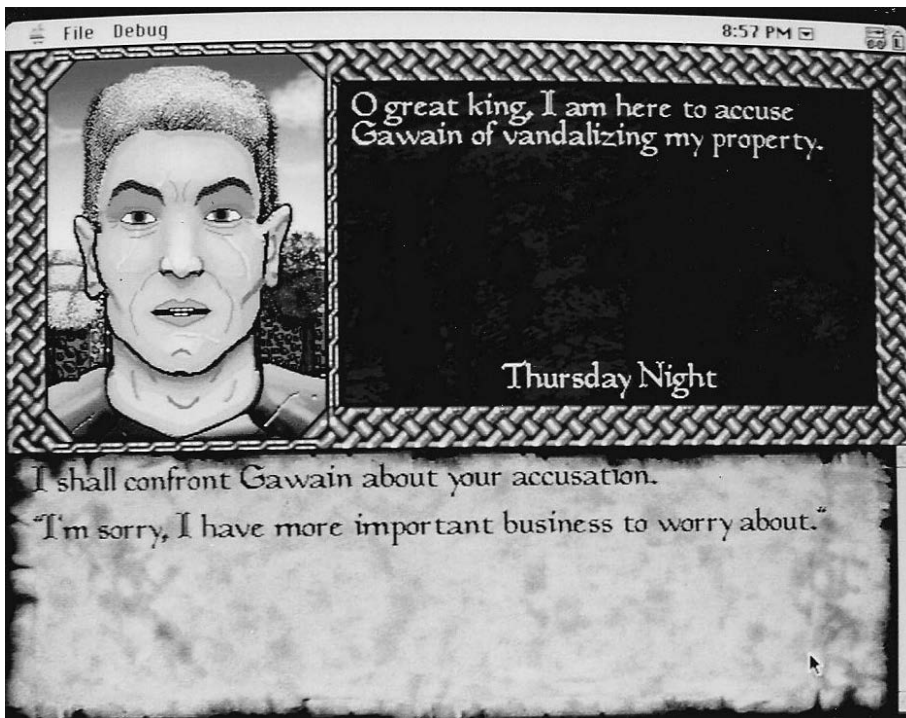 File Debug
8:57 PM
O great king, I am here to accuse
Gawain of vandalizing my property.
Thursday Night
I shall confront Gawain about your accusation.
"I'm sorry, I have more important business to worry about."